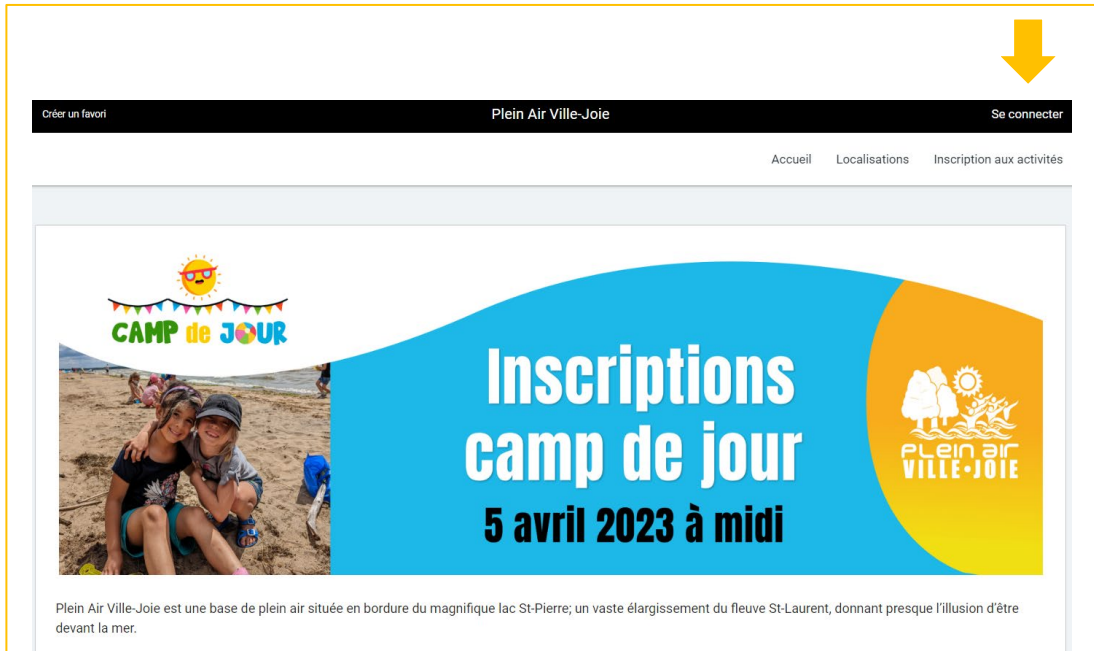 Créer un favori
Plein Air Ville-Joie
Se connecter
Accueil
Localisations
Inscription aux activités
CAMP de JOUR
Inscriptions
camp de jour
5 avril 2023 à midi
PLein air
VILLE•JOIE
Plein Air Ville-Joie est une base de plein air située en bordure du magnifique lac St-Pierre; un vaste élargissement du fleuve St-Laurent, donnant presque l'illusion d'être
devant la mer.